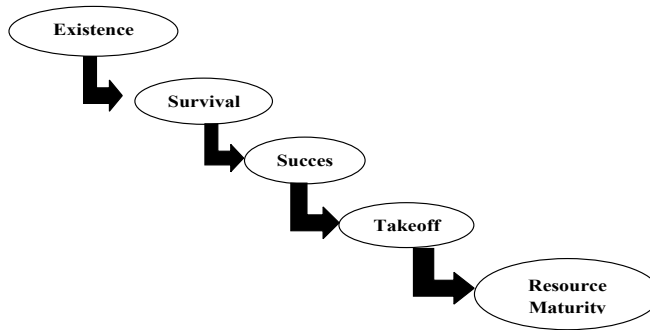 Existence
Survival
Succes
Takeoff
Resource
Maturity